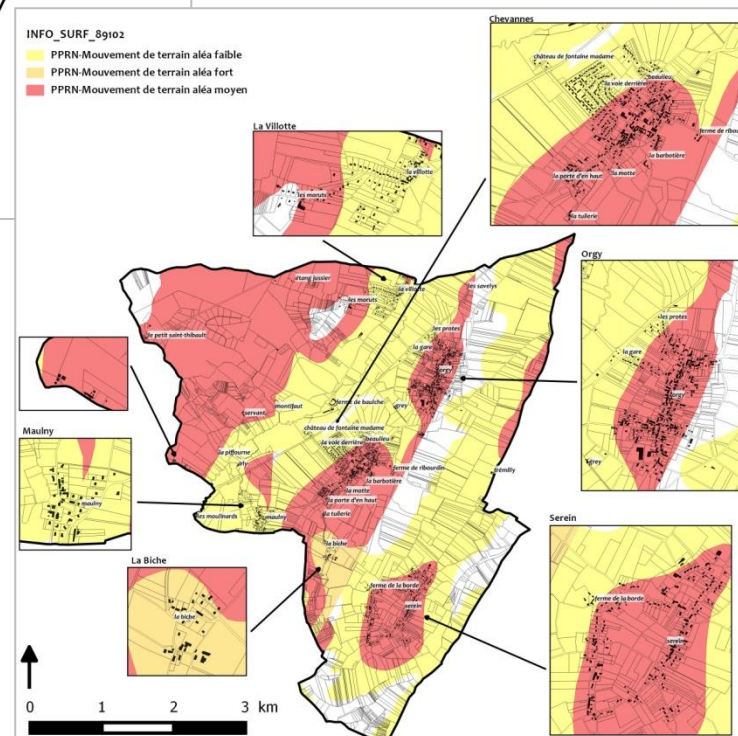 Chevannes
INFO_SURF_89102
PPRN-Mouvement de terrain aléa faible
PPRN-Mouvement de terrain aléa fort
PPRN-Mouvement de terrain aléa moyen
château de fontaine madame
la voie derrière
beaulieu
ferme de ribou
la barbotière
la porte d'en haut
la motte
la tuilerie
La Villotte
la villotte
les moruts
Orgy
les protes
la gare
orgy
grey
étang jussier
la villotte
les moruts
les savelys
le petit saint-thibault
les protes
la gare
orgy
servant
montifaut
ferme de baulche
grey
château de fontaine madame
la voie derrière
beaulieu
la piffourne
ferme de ribourdin
la barbotière
trémilly
la motte
la porte d'en haut
les moulinards
maulny
la tuilerie
la biche
ferme de la borde
serein
Maulny
maulny
La Biche
la biche
Serein
ferme de la borde
serein
0 1 2 3 km